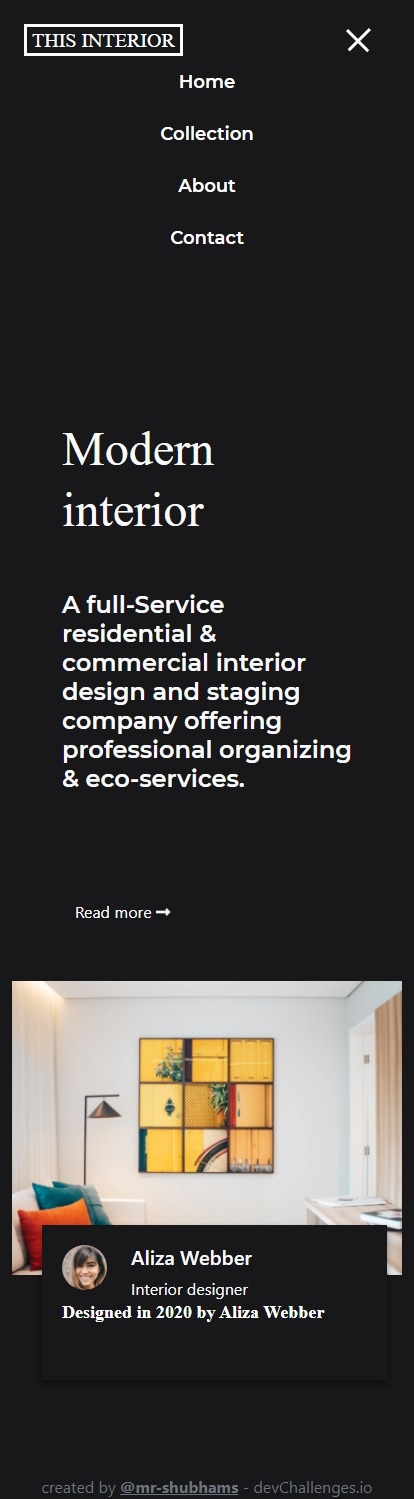 THIS INTERIOR
Home
Collection
About
Contact
Modern
interior
A full-Service
residential &
commercial interior
design and staging
company offering
professional organizing
& eco-services.
Read more
Aliza Webber
Interior designer
Designed in 2020 by Aliza Webber
created by @mr-shubhams - devChallenges.io